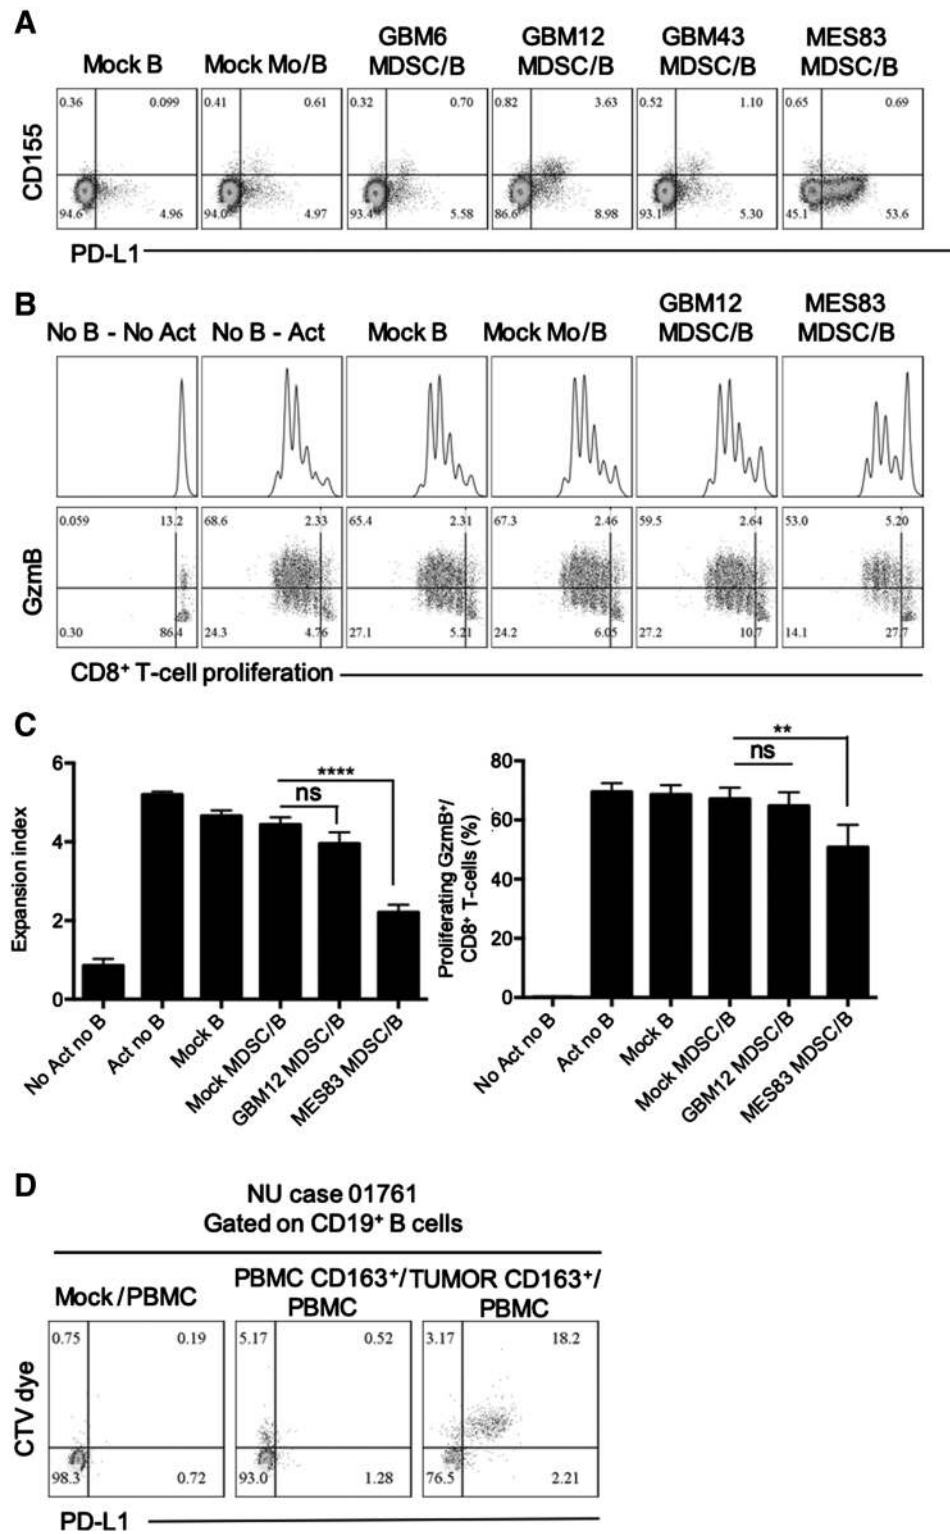 A
Mock B
Mock Mo/B
GBM6
MDSC/B
GBM12
MDSC/B
GBM43
MDSC/B
MES83
MDSC/B
CD155
0.36 0.099
94.6 4.96
0.41 0.61
94.0 4.97
0.32 0.70
93.4 5.58
0.82 3.63
86.6 8.98
0.52 1.10
93.1 5.30
0.65 0.69
45.1 53.6
PD-L1
B
No B - No Act
No B - Act
Mock B
Mock Mo/B
GBM12
MDSC/B
MES83
MDSC/B
GzmB
0.059 13.2
0.30 86.4
68.6 2.33
24.3 4.76
65.4 2.31
27.1 5.21
67.3 2.46
24.2 6.05
59.5 2.64
27.2 10.7
53.0 5.20
14.1 27.7
CD8+ T-cell proliferation
C
Expansion index
6
4
2
0
****
ns
No Act no B
Act no B
Mock B
Mock MDSC/B
GBM12 MDSC/B
MES83 MDSC/B
Proliferating GzmB+/
CD8+ T-cells (%)
80
60
40
20
0
**
ns
No Act no B
Act no B
Mock B
Mock MDSC/B
GBM12 MDSC/B
MES83 MDSC/B
D
NU case 01761
Gated on CD19+ B cells
Mock/PBMC
PBMC CD163+/
PBMC
TUMOR CD163+/
PBMC
CTV dye
0.75 0.19
98.3 0.72
5.17 0.52
93.0 1.28
3.17 18.2
76.5 2.21
PD-L1